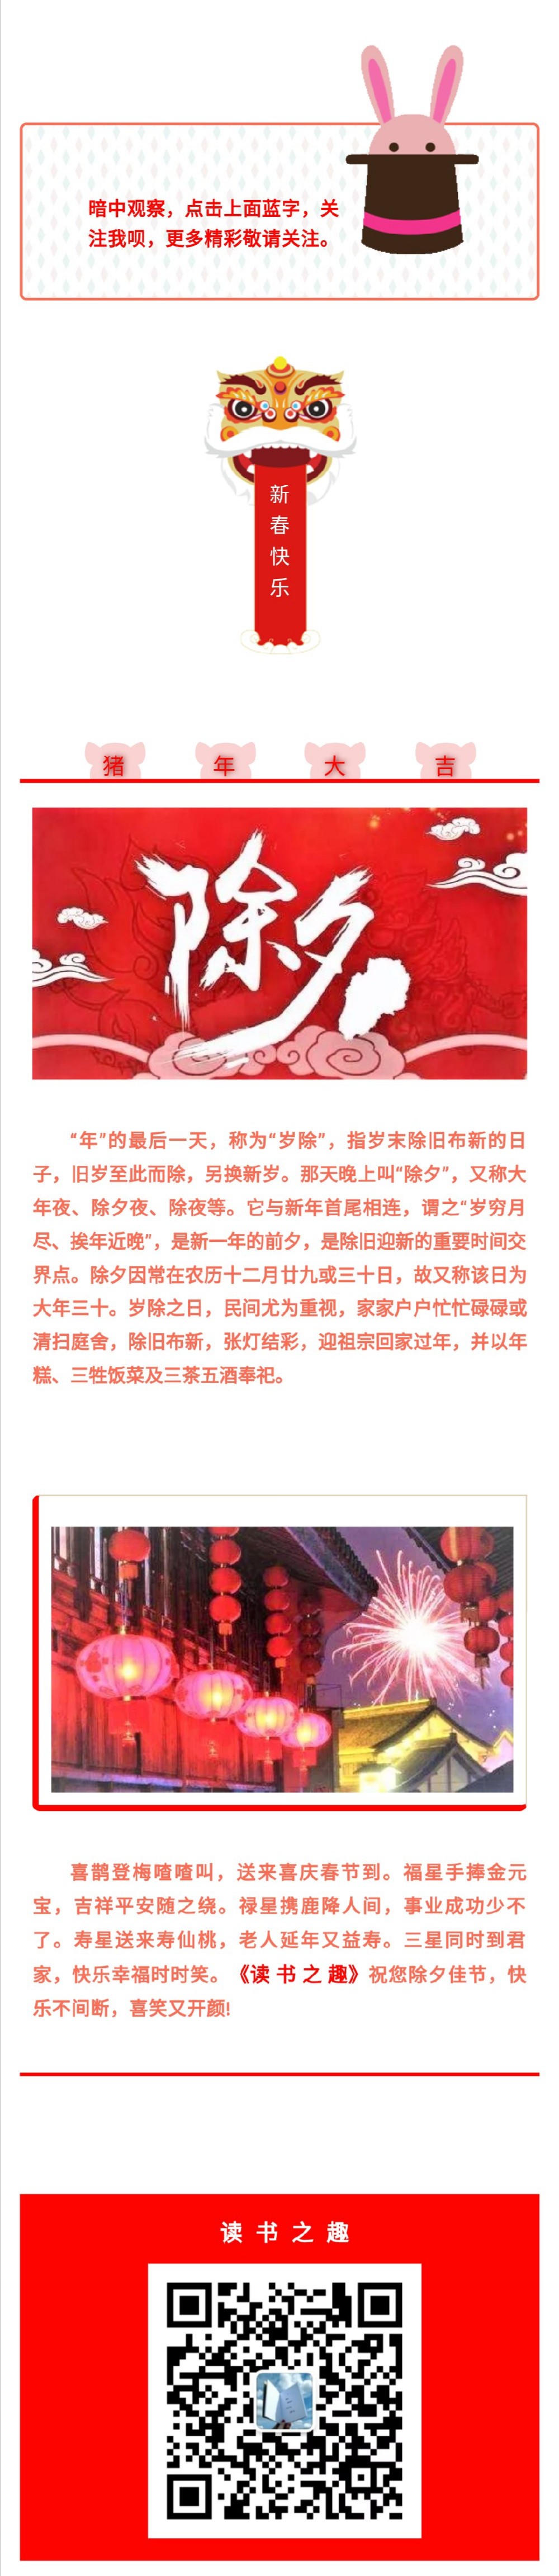 暗中观察，点击上面蓝字，关
注我呗，更多精彩敬请关注。
新
春
快
乐
猪 年 大 吉
除夕
“年”的最后一天，称为“岁除”，指岁末除旧布新的日
子，旧岁至此而除，另换新岁。那天晚上叫“除夕”，又称大
年夜、除夕夜、除夜等。它与新年首尾相连，谓之“岁穷月
尽、挨年近晚”，是新一年的前夕，是除旧迎新的重要时间交
界点。除夕因常在农历十二月廿九或三十日，故又称该日为
大年三十。岁除之日，民间尤为重视，家家户户忙忙碌碌或
清扫庭舍，除旧布新，张灯结彩，迎祖宗回家过年，并以年
糕、三牲饭菜及三茶五酒奉祀。
喜鹊登梅喳喳叫，送来喜庆春节到。福星手捧金元
宝，吉祥平安随之绕。禄星携鹿降人间，事业成功少不
了。寿星送来寿仙桃，老人延年又益寿。三星同时到君
家，快乐幸福时时笑。《读 书 之 趣》祝您除夕佳节，快
乐不间断，喜笑又开颜!
读 书 之 趣